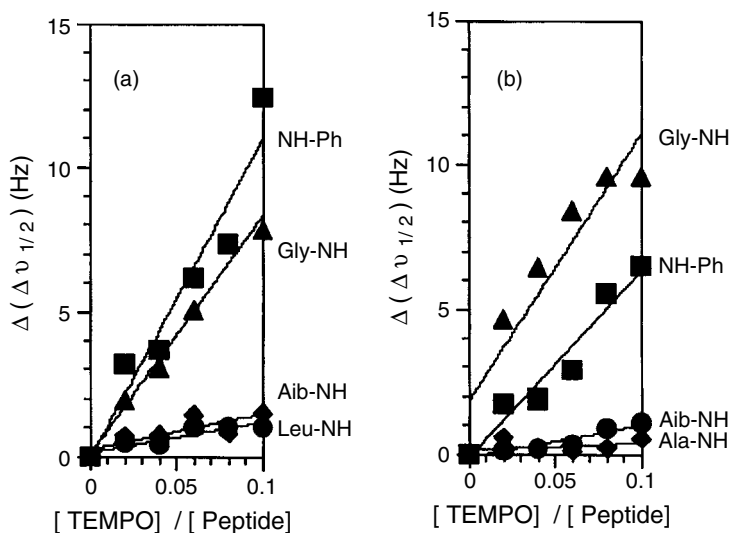 (a)
15
10
5
0
Δ ( Δ υ 1/ 2 ) (Hz)
NH-Ph
Gly-NH
Aib-NH
Leu-NH
0
0.05
0.1
[ TEMPO] / [ Peptide]
(b)
15
10
5
0
Δ ( Δ υ 1/ 2 ) (Hz)
Gly-NH
NH-Ph
Aib-NH
Ala-NH
0
0.05
0.1
[ TEMPO] / [ Peptide]